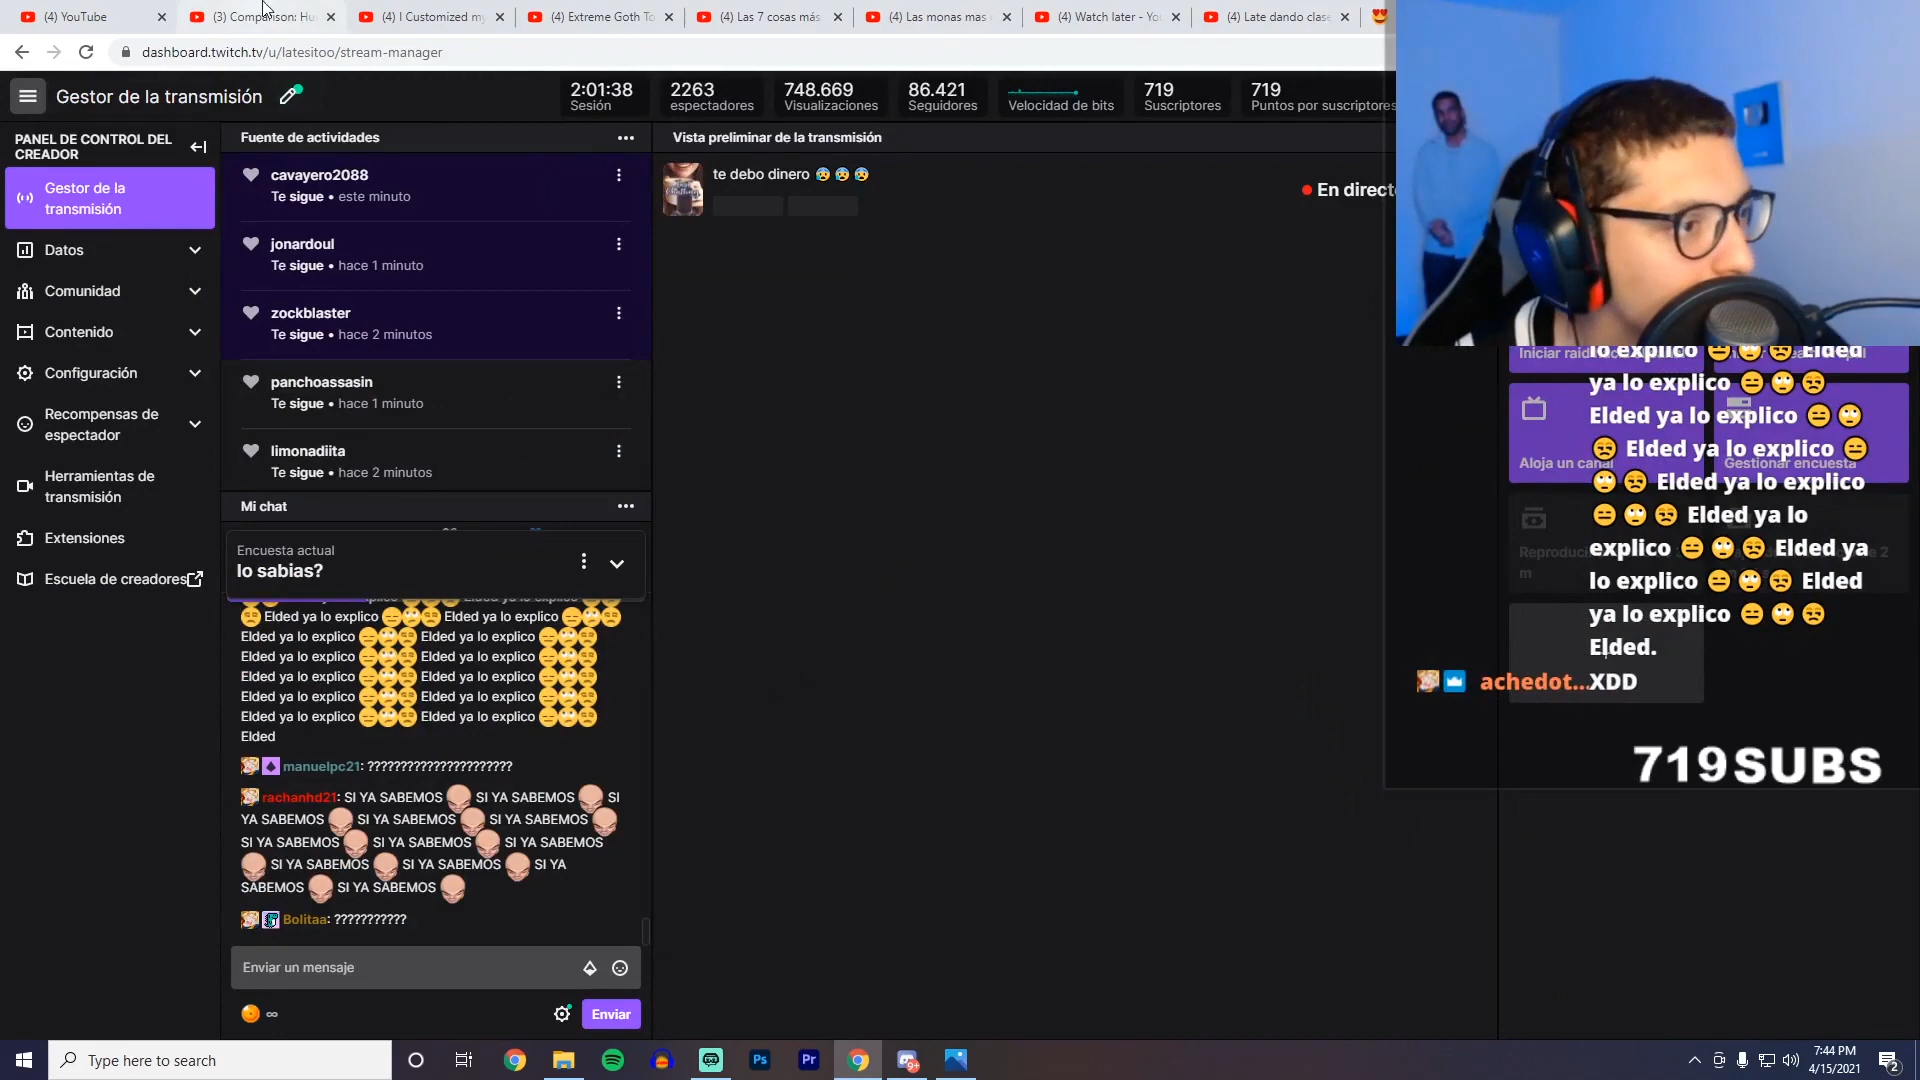 (4) YouTube
(3) Comparison: Hu
(4) I Customized my
(4) Extreme Goth To
(4) Las 7 cosas más
(4) Las monas mas
(4) Watch later - Yo
(4) Late dando clase
dashboard.twitch.tv/u/latesitoo/stream-manager
Gestor de la transmisión
2:01:38
Sesión
2263
espectadores
748.669
Visualizaciones
86.421
Seguidores
Velocidad de bits
719
Suscriptores
719
Puntos por suscriptores
PANEL DE CONTROL DEL
CREADOR
Gestor de la
transmisión
Datos
Comunidad
Contenido
Configuración
Recompensas de
espectador
Herramientas de
transmisión
Extensiones
Escuela de creadores
Fuente de actividades
cavayero2088
Te sigue • este minuto
jonardoul
Te sigue • hace 1 minuto
zockblaster
Te sigue • hace 2 minutos
panchoassasin
Te sigue • hace 1 minuto
limonadiita
Te sigue • hace 2 minutos
Mi chat
Encuesta actual
lo sabias?
Elded ya lo explico 😑🙄😒 Elded ya lo explico 😑🙄😒
Elded ya lo explico 😑🙄😒 Elded ya lo explico 😑🙄😒
Elded ya lo explico 😑🙄😒 Elded ya lo explico 😑🙄😒
Elded ya lo explico 😑🙄😒 Elded ya lo explico 😑🙄😒
Elded ya lo explico 😑🙄😒 Elded ya lo explico 😑🙄😒
Elded ya lo explico 😑🙄😒 Elded ya lo explico 😑🙄😒
Elded
manuelpc21: ??????????????????????
rachanhd21: SI YA SABEMOS SI YA SABEMOS SI
YA SABEMOS SI YA SABEMOS SI YA SABEMOS
SI YA SABEMOS SI YA SABEMOS SI YA SABEMOS
SI YA SABEMOS SI YA SABEMOS SI YA
SABEMOS SI YA SABEMOS
Bolitaa: ???????????
Enviar un mensaje
∞
Enviar
Vista preliminar de la transmisión
te debo dinero 😰😰😰
En directo
Iniciar raid
lo explico 😑🙄😒 Elded
ya lo explico 😑🙄😒
Elded ya lo explico 😑🙄
😒 Elded ya lo explico 😑
🙄😒 Elded ya lo explico
😑🙄😒 Elded ya lo
explico 😑🙄😒 Elded ya
lo explico 😑🙄😒 Elded
ya lo explico 😑🙄😒
Elded.
Aloja un canal
Gestionar encuesta
achedot...XDD
719SUBS
Type here to search
Ps
Pr
9+
7:44 PM
4/15/2021
2